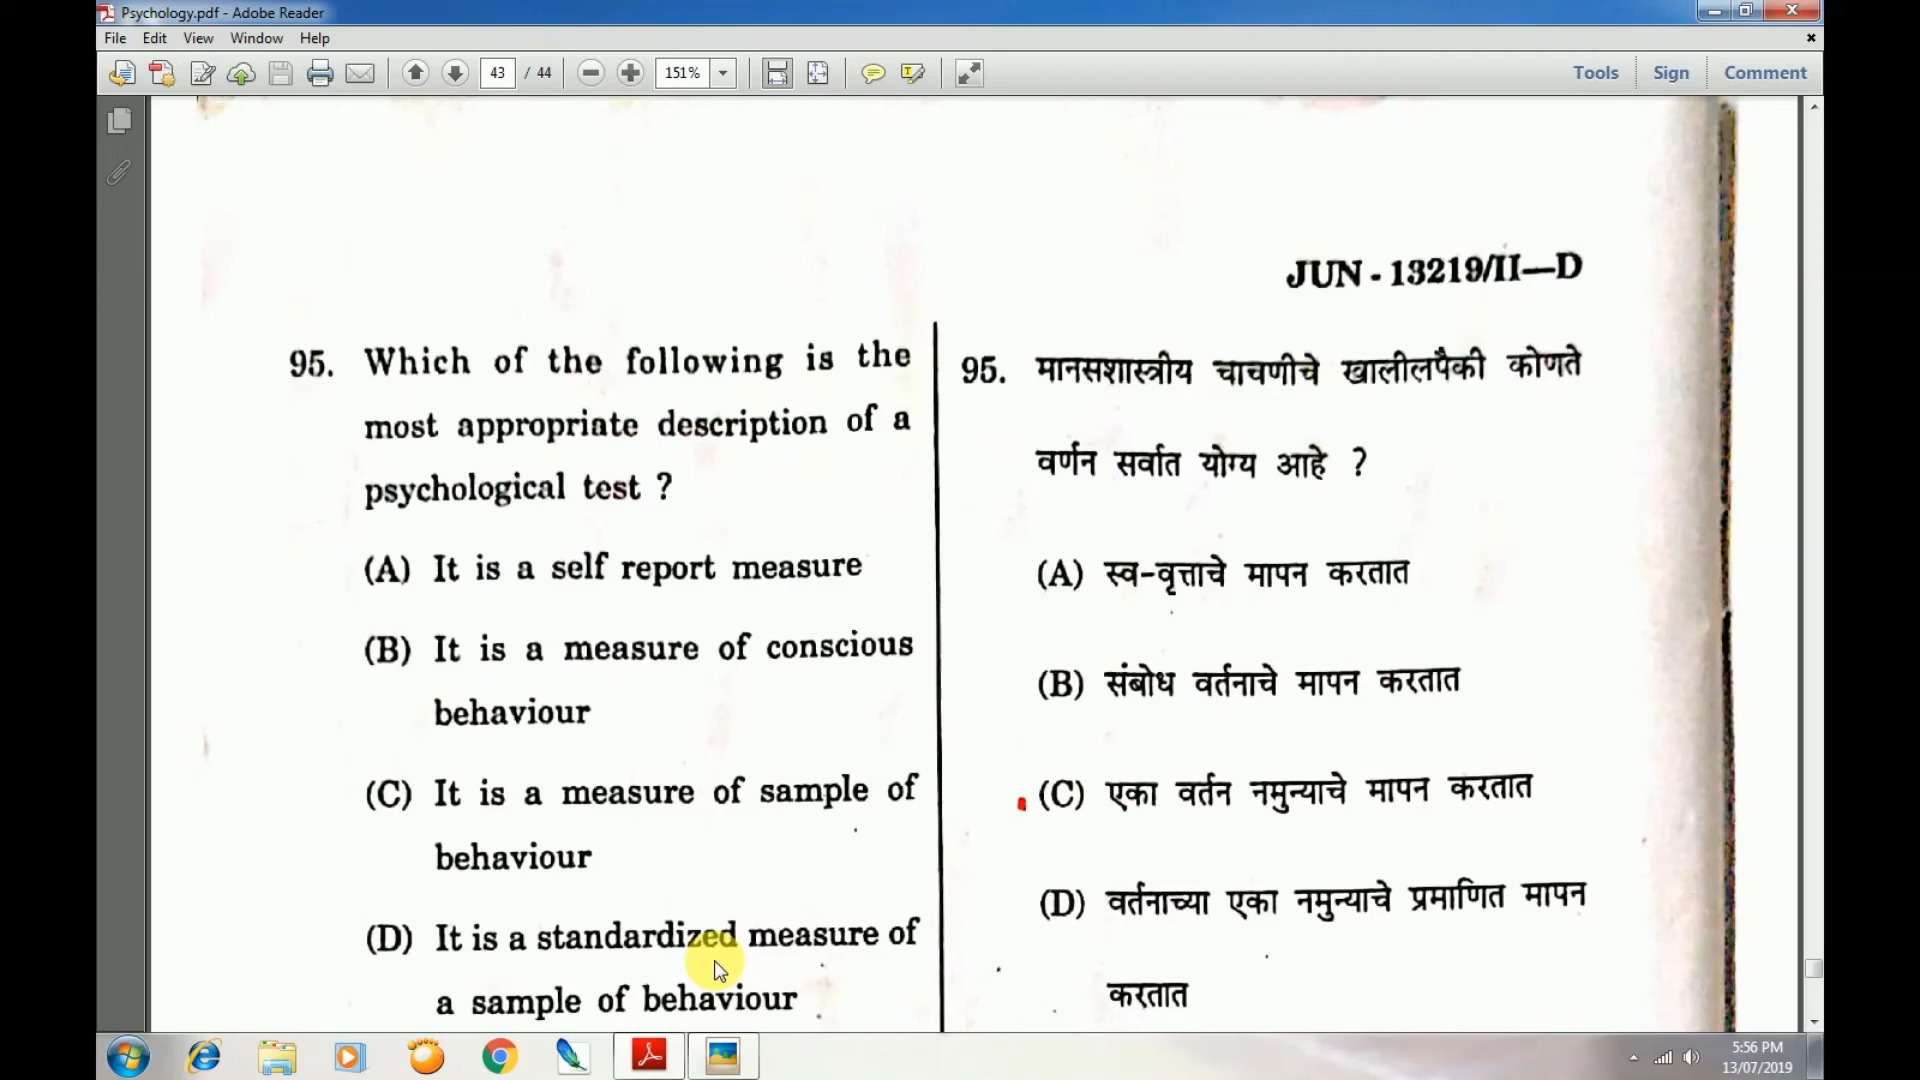 Psychology.pdf - Adobe Reader
File Edit View Window Help
43 / 44
151%
Tools Sign Comment
JUN - 13219/II—D
95. Which of the following is the
most appropriate description of a
psychological test ?
(A) It is a self report measure
(B) It is a measure of conscious
behaviour
(C) It is a measure of sample of
behaviour
(D) It is a standardized measure of
a sample of behaviour
95. मानसशास्त्रीय चाचणीचे खालीलपैकी कोणते
वर्णन सर्वात योग्य आहे ?
(A) स्व-वृत्ताचे मापन करतात
(B) संबोध वर्तनाचे मापन करतात
(C) एका वर्तन नमुन्याचे मापन करतात
(D) वर्तनाच्या एका नमुन्याचे प्रमाणित मापन
करतात
5:56 PM
13/07/2019